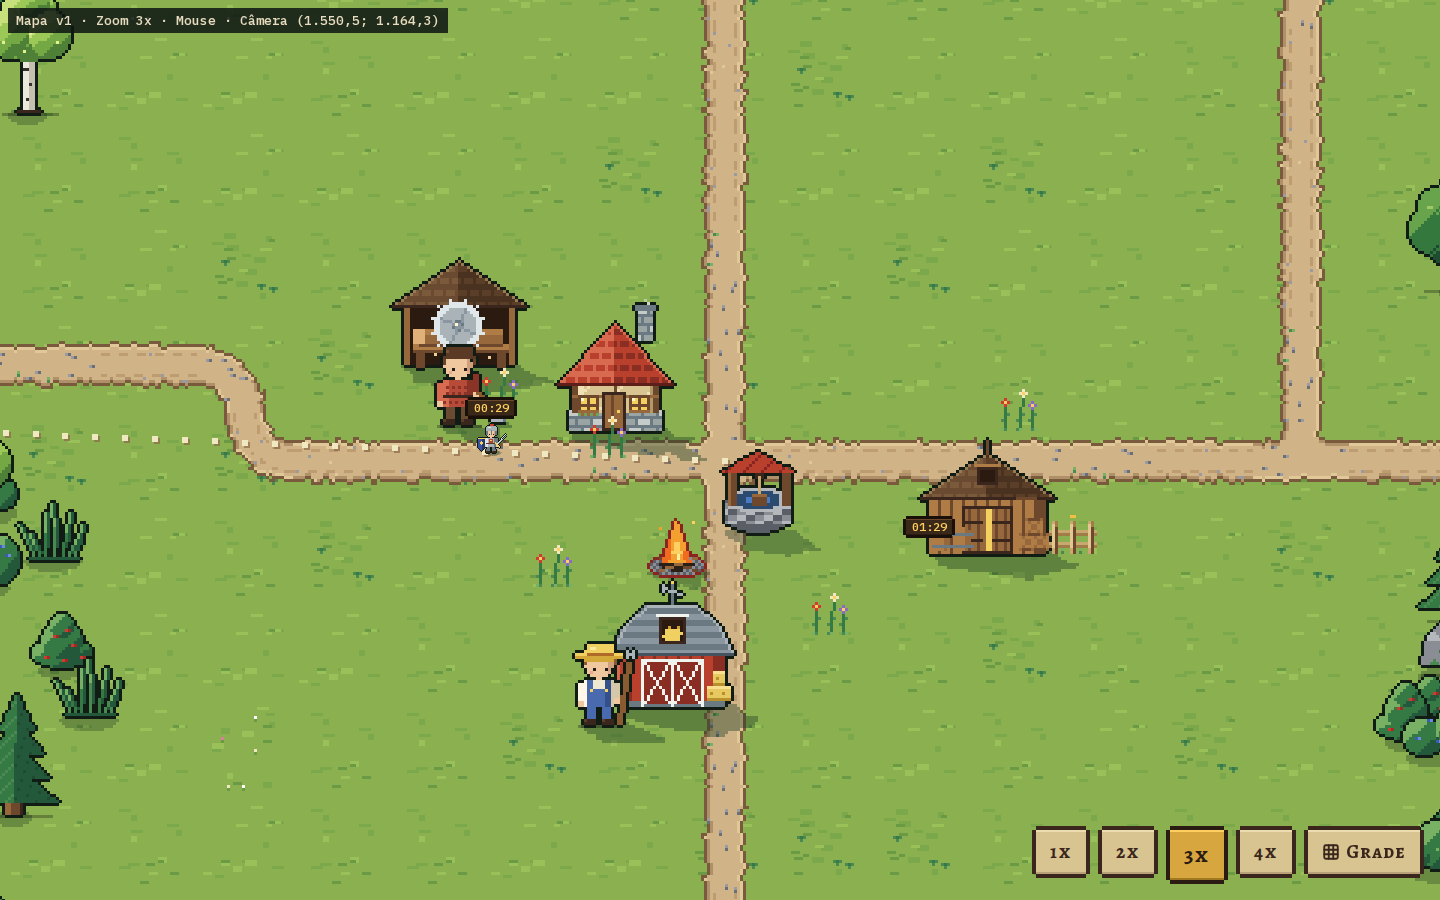 Mapa v1 · Zoom 3x · Mouse · Câmera (1.550,5; 1.164,3)
00:29
01:29
1X
2X
3X
4X
GRADE